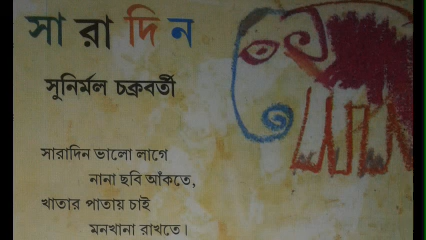 সারাদিন
সুনির্মল চক্রবর্তী
সারাদিন ভালো লাগে
নানা ছবি আঁকতে,
খাতার পাতায় চাই
মনখানা রাখতে।